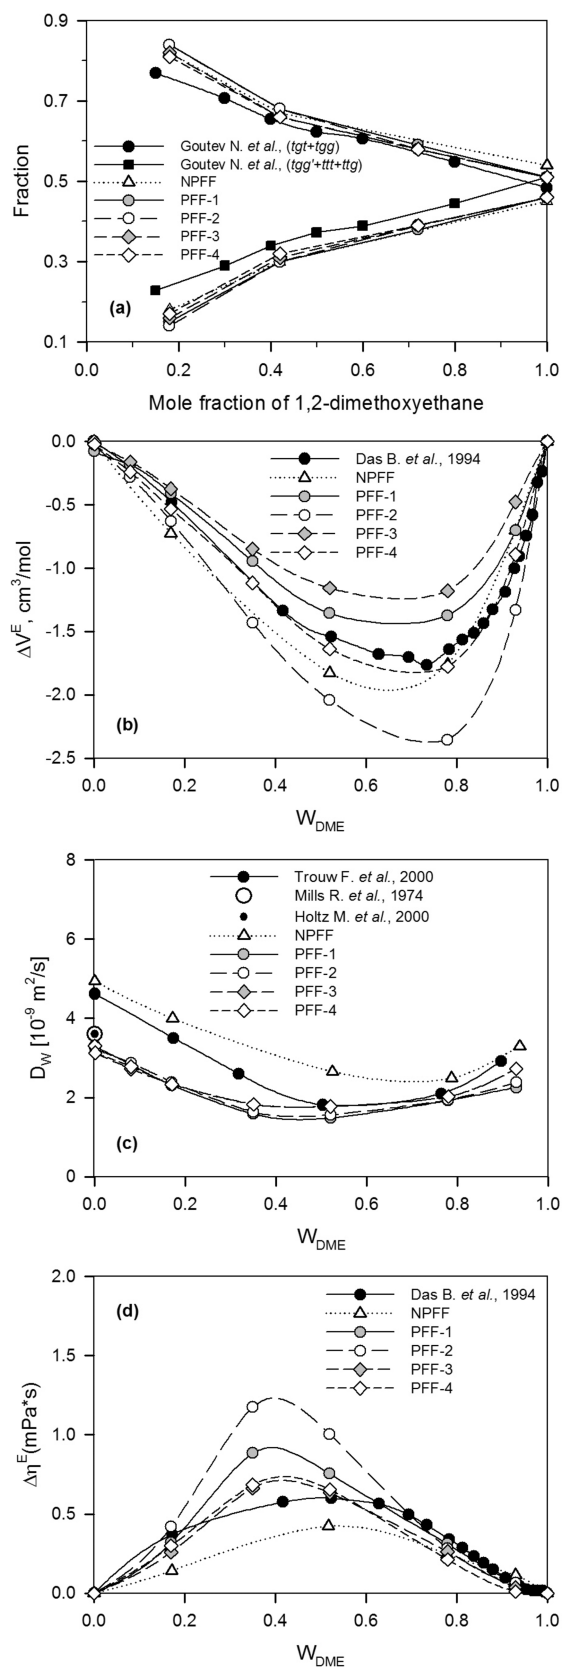 0.9
0.7
0.5
0.3
0.1
Fraction
Goutev N. et al., (tgt+tgg)
Goutev N. et al., (tgg'+ttt+ttg)
NPFF
PFF-1
PFF-2
PFF-3
PFF-4
(a)
0.0 0.2 0.4 0.6 0.8 1.0
Mole fraction of 1,2-dimethoxyethane
0.0
-0.5
-1.0
-1.5
-2.0
-2.5
ΔV^E, cm³/mol
Das B. et al., 1994
NPFF
PFF-1
PFF-2
PFF-3
PFF-4
(b)
0.0 0.2 0.4 0.6 0.8 1.0
W_DME
8
6
4
2
0
D_W [10⁻⁹ m²/s]
Trouw F. et al., 2000
Mills R. et al., 1974
Holtz M. et al., 2000
NPFF
PFF-1
PFF-2
PFF-3
PFF-4
(c)
0.0 0.2 0.4 0.6 0.8 1.0
W_DME
2.0
1.5
1.0
0.5
0.0
Δη^E(mPa*s)
(d)
Das B. et al., 1994
NPFF
PFF-1
PFF-2
PFF-3
PFF-4
0.0 0.2 0.4 0.6 0.8 1.0
W_DME